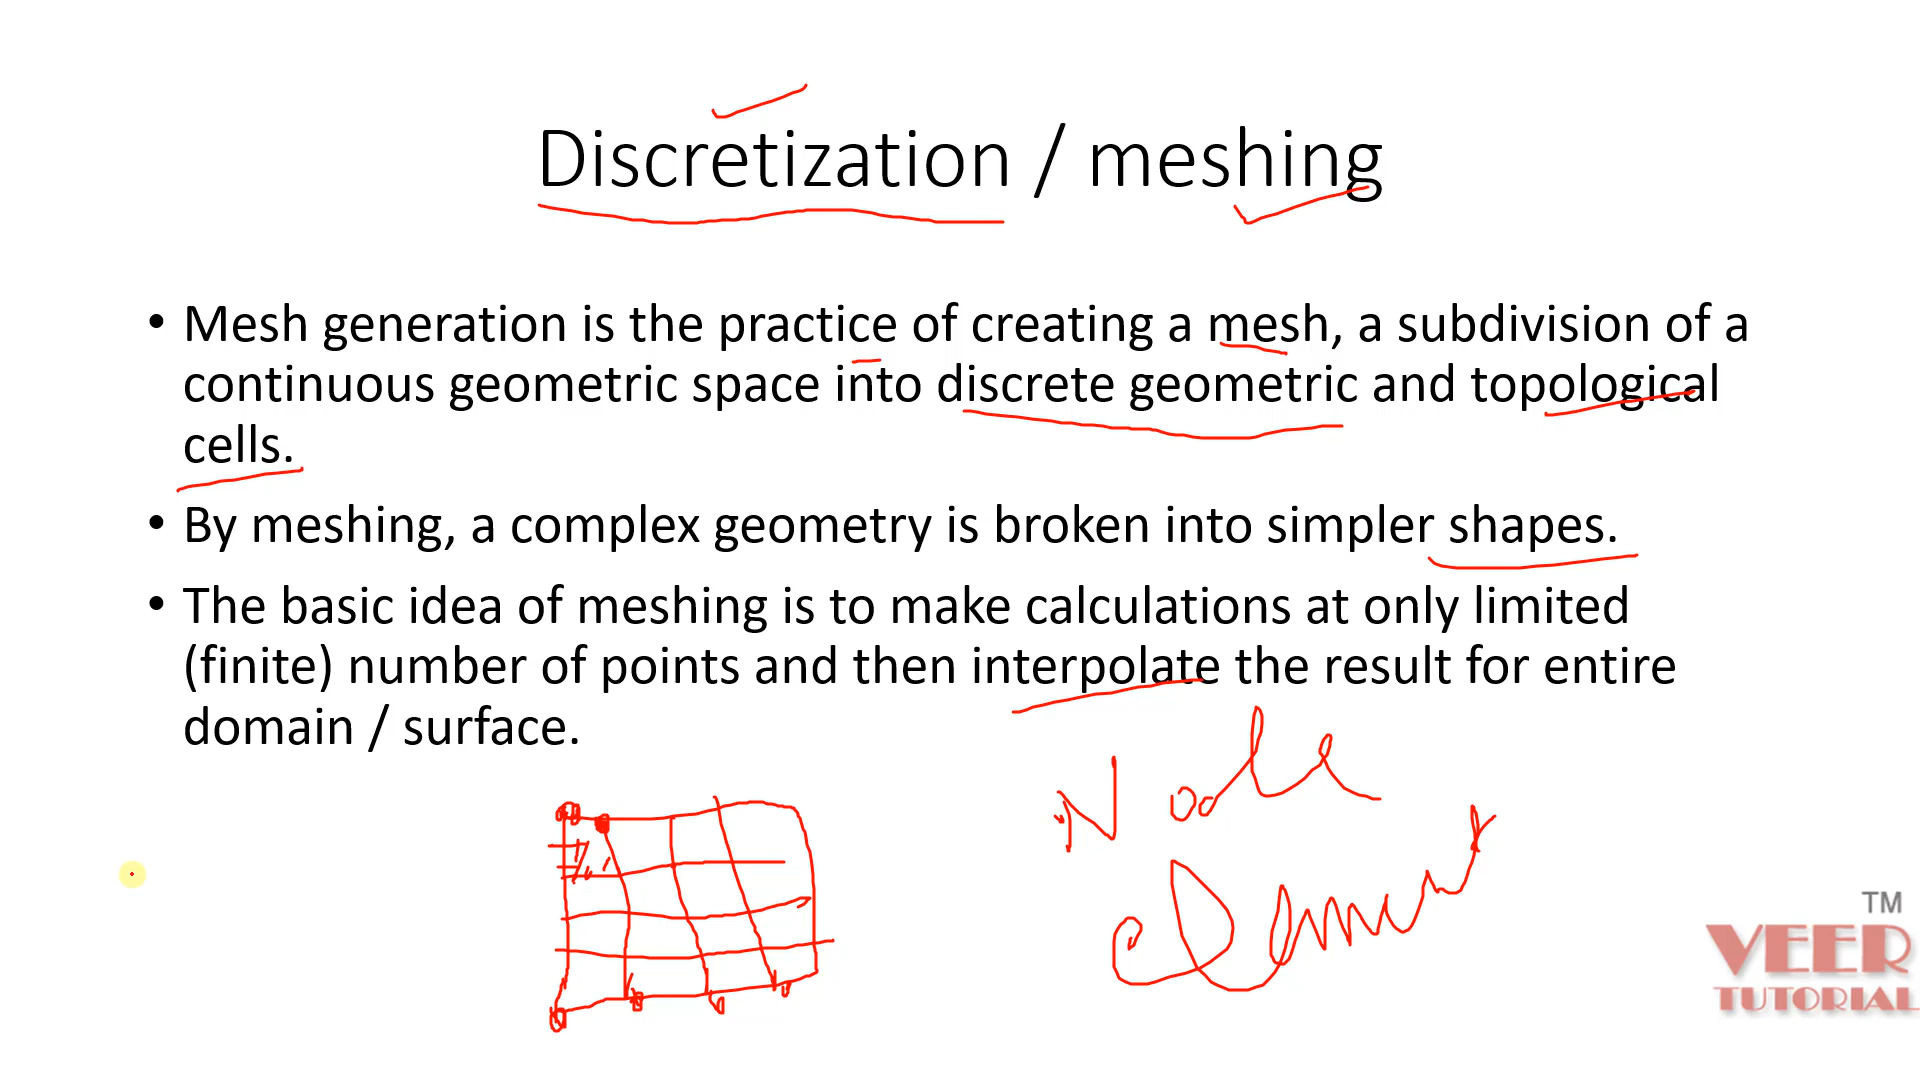 Discretization / meshing
• Mesh generation is the practice of creating a mesh, a subdivision of a
continuous geometric space into discrete geometric and topological
cells.
• By meshing, a complex geometry is broken into simpler shapes.
• The basic idea of meshing is to make calculations at only limited
(finite) number of points and then interpolate the result for entire
domain / surface.
Node
element
TM
VEER
TUTORIAL